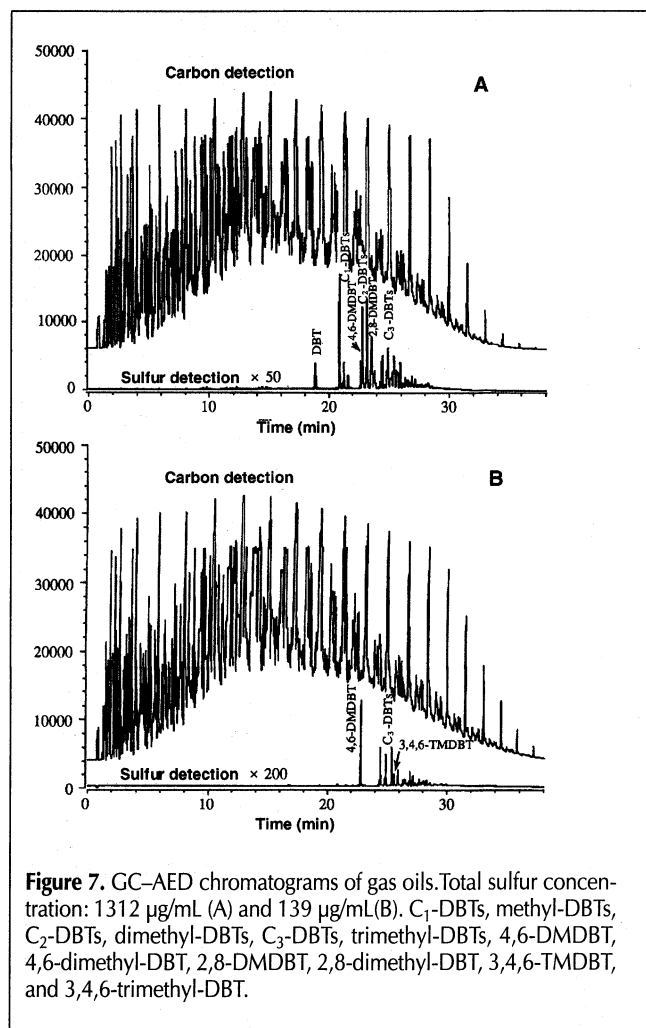 50000
Carbon detection
A
40000
30000
20000
10000
0
DBT
C₁-DBTs
4,6-DMDBT
C₂-DBTs
2,8-DMDBT
C₃-DBTs
Sulfur detection × 50
0
10
20
30
Time (min)
50000
Carbon detection
B
40000
30000
20000
10000
0
4,6-DMDBT
C₃-DBTs
3,4,6-TMDBT
Sulfur detection × 200
0
10
20
30
Time (min)
Figure 7. GC–AED chromatograms of gas oils.Total sulfur concen-
tration: 1312 µg/mL (A) and 139 µg/mL(B). C₁-DBTs, methyl-DBTs,
C₂-DBTs, dimethyl-DBTs, C₃-DBTs, trimethyl-DBTs, 4,6-DMDBT,
4,6-dimethyl-DBT, 2,8-DMDBT, 2,8-dimethyl-DBT, 3,4,6-TMDBT,
and 3,4,6-trimethyl-DBT.